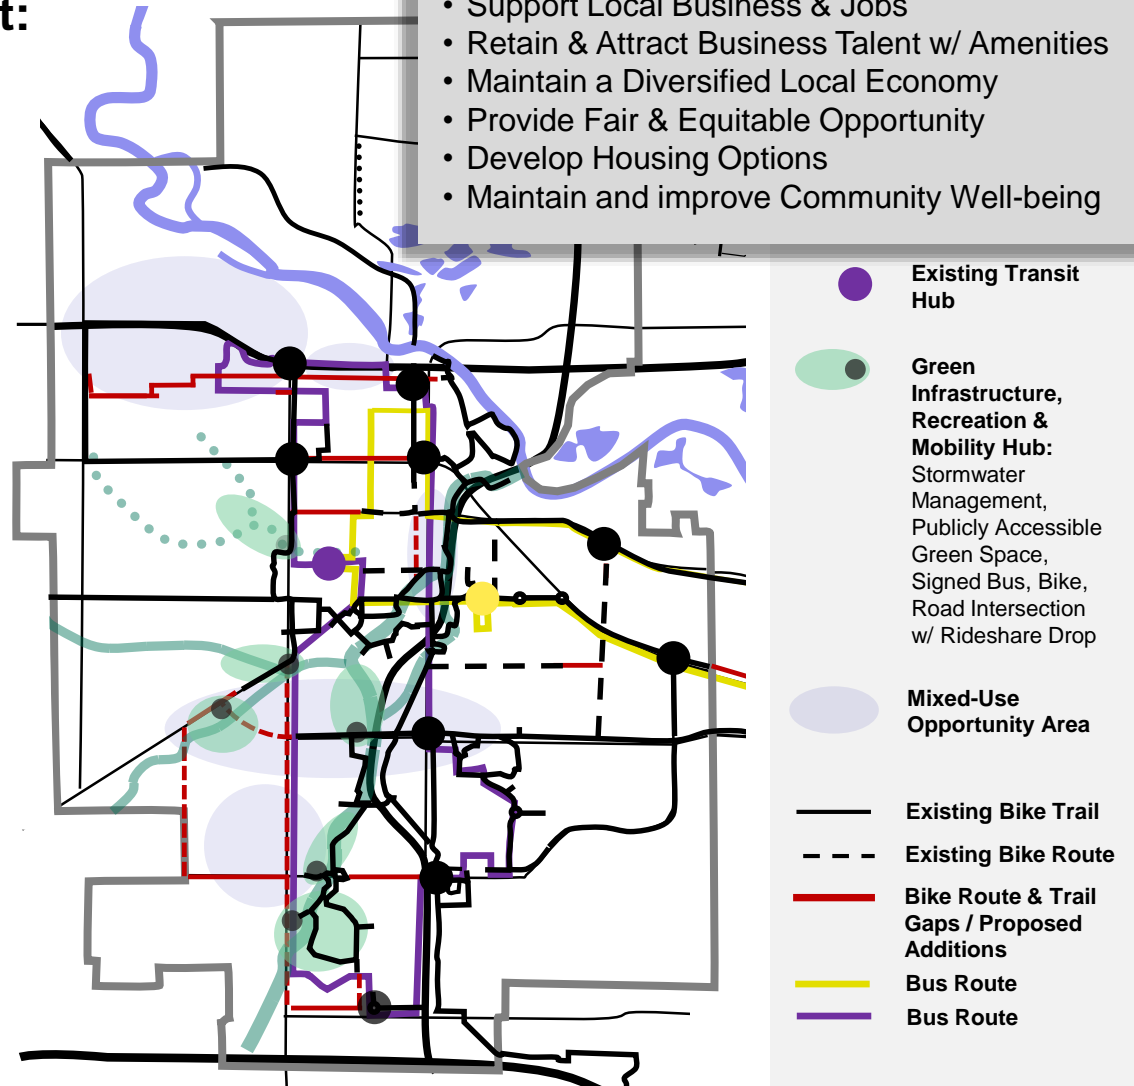 t:
• Support Local Business & Jobs
• Retain & Attract Business Talent w/ Amenities
• Maintain a Diversified Local Economy
• Provide Fair & Equitable Opportunity
• Develop Housing Options
• Maintain and improve Community Well-being
Existing Transit
Hub
Green
Infrastructure,
Recreation &
Mobility Hub:
Stormwater
Management,
Publicly Accessible
Green Space,
Signed Bus, Bike,
Road Intersection
w/ Rideshare Drop
Mixed-Use
Opportunity Area
Existing Bike Trail
Existing Bike Route
Bike Route & Trail
Gaps / Proposed
Additions
Bus Route
Bus Route